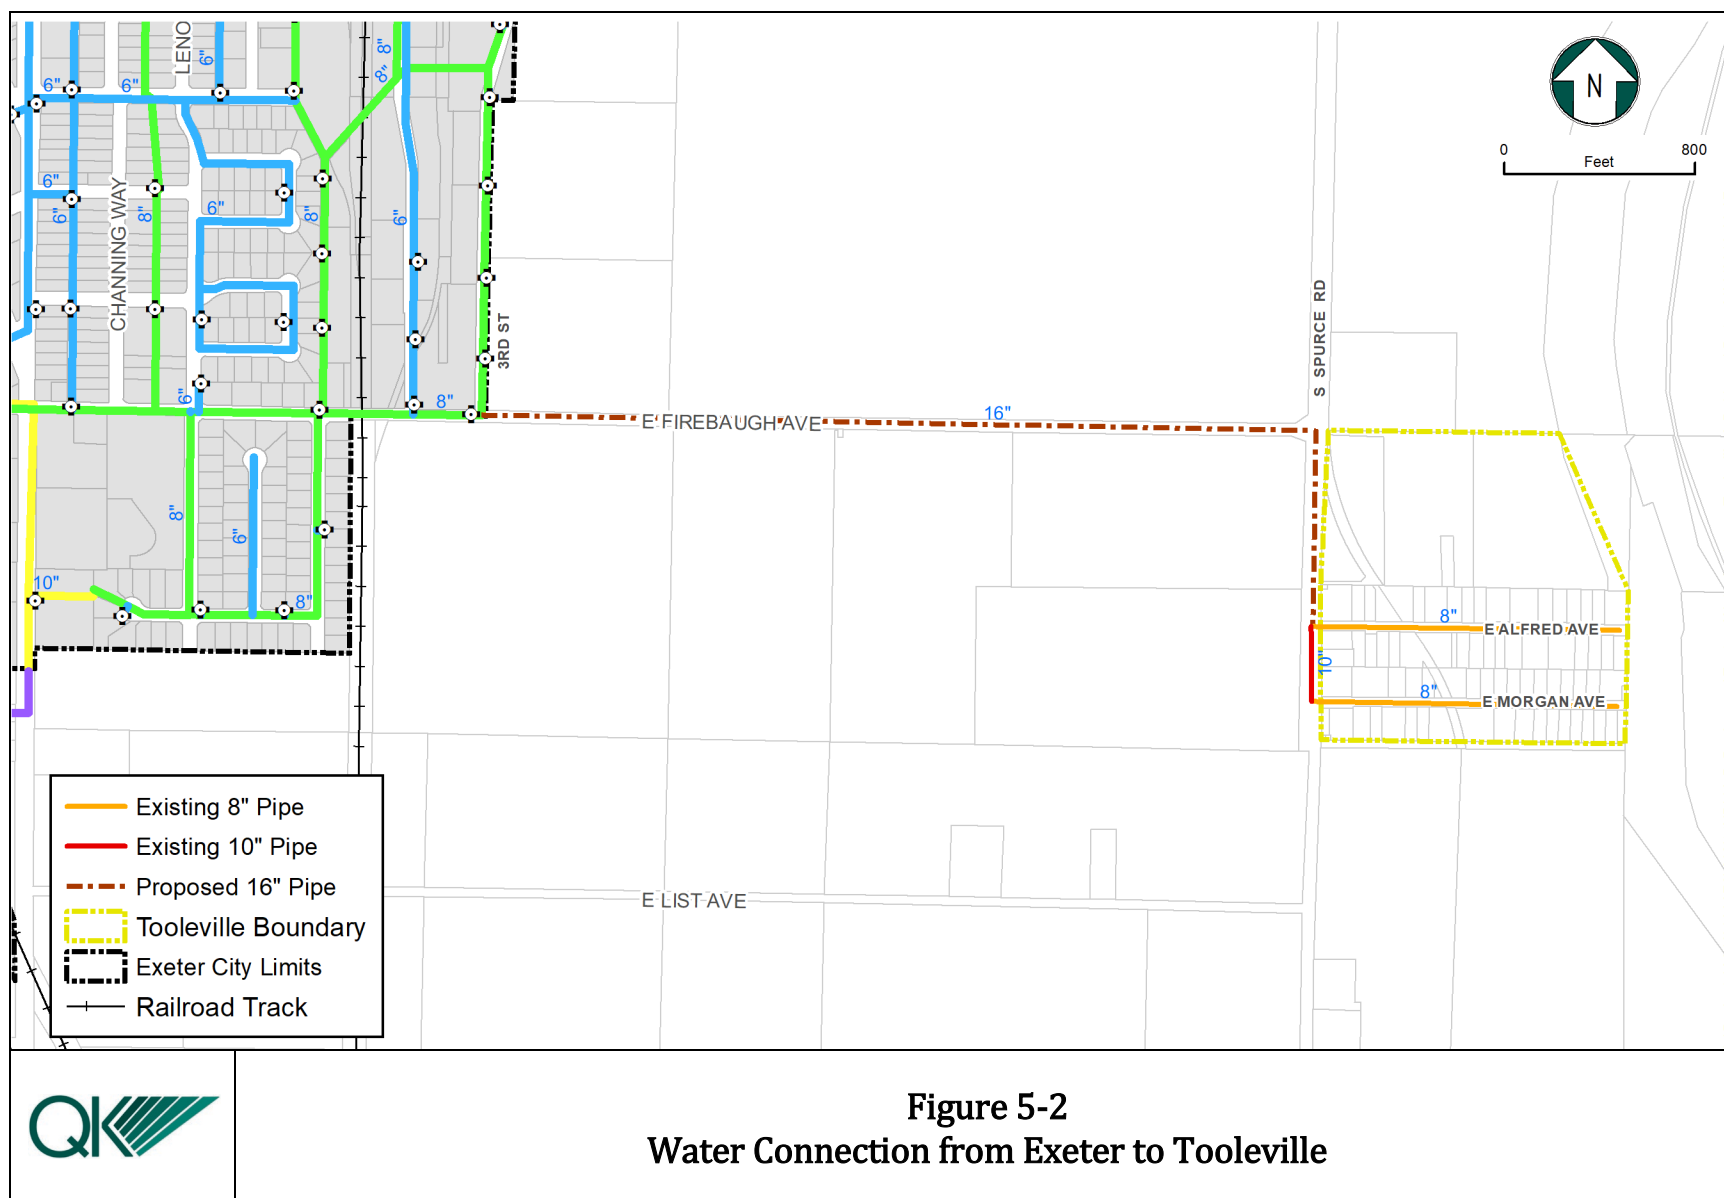 LENO
6"
8"
8"
6"
6"
N
0
800
Feet
6"
6"
CHANNING WAY
8"
6"
8"
6"
3RD ST
S SPURCE RD
6"
8"
E FIREBAUGH AVE
16"
8"
6"
10"
8"
8"
E ALFRED AVE
10"
8"
E MORGAN AVE
E LIST AVE
Existing 8" Pipe
Existing 10" Pipe
Proposed 16" Pipe
Tooleville Boundary
Exeter City Limits
Railroad Track
QK
Figure 5-2
Water Connection from Exeter to Tooleville